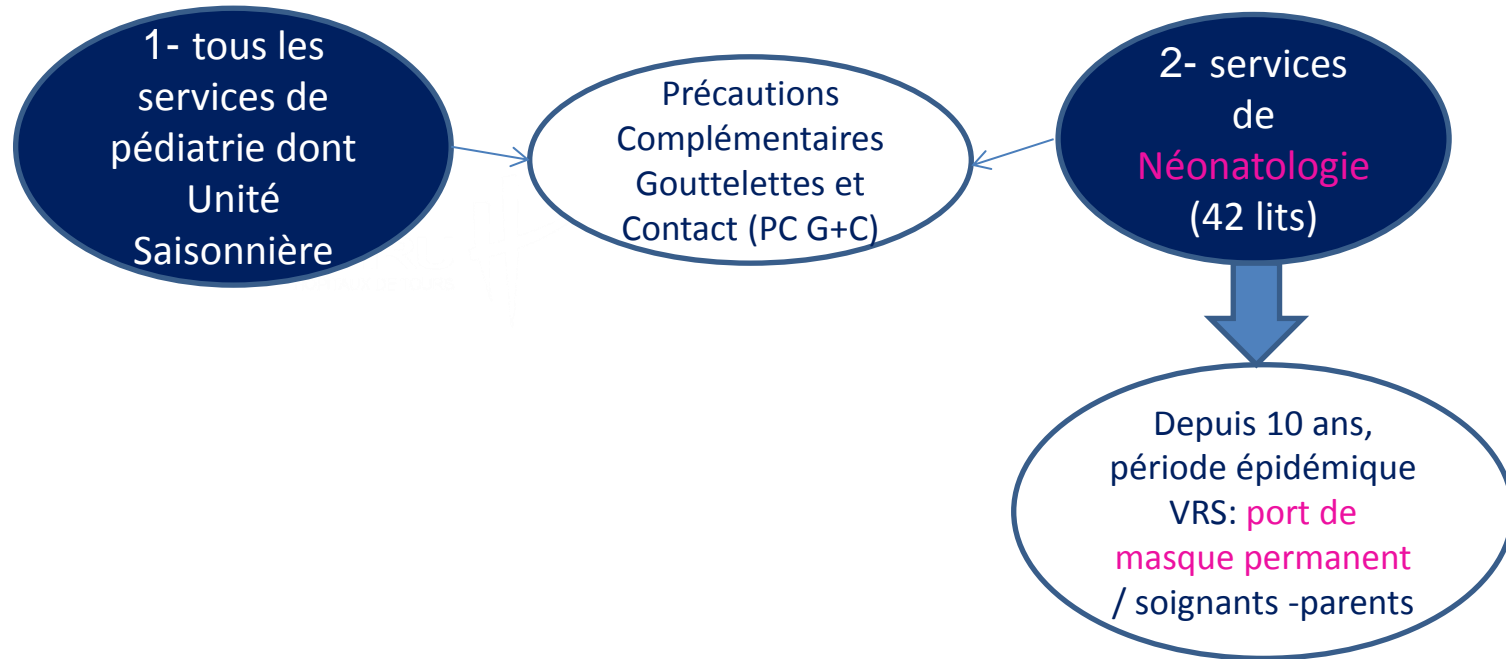 1- tous les
services de
pédiatrie dont
Unité
Saisonnière
Précautions
Complémentaires
Gouttelettes et
Contact (PC G+C)
2- services
de
Néonatologie
(42 lits)
Depuis 10 ans,
période épidémique
VRS: port de
masque permanent
/ soignants -parents